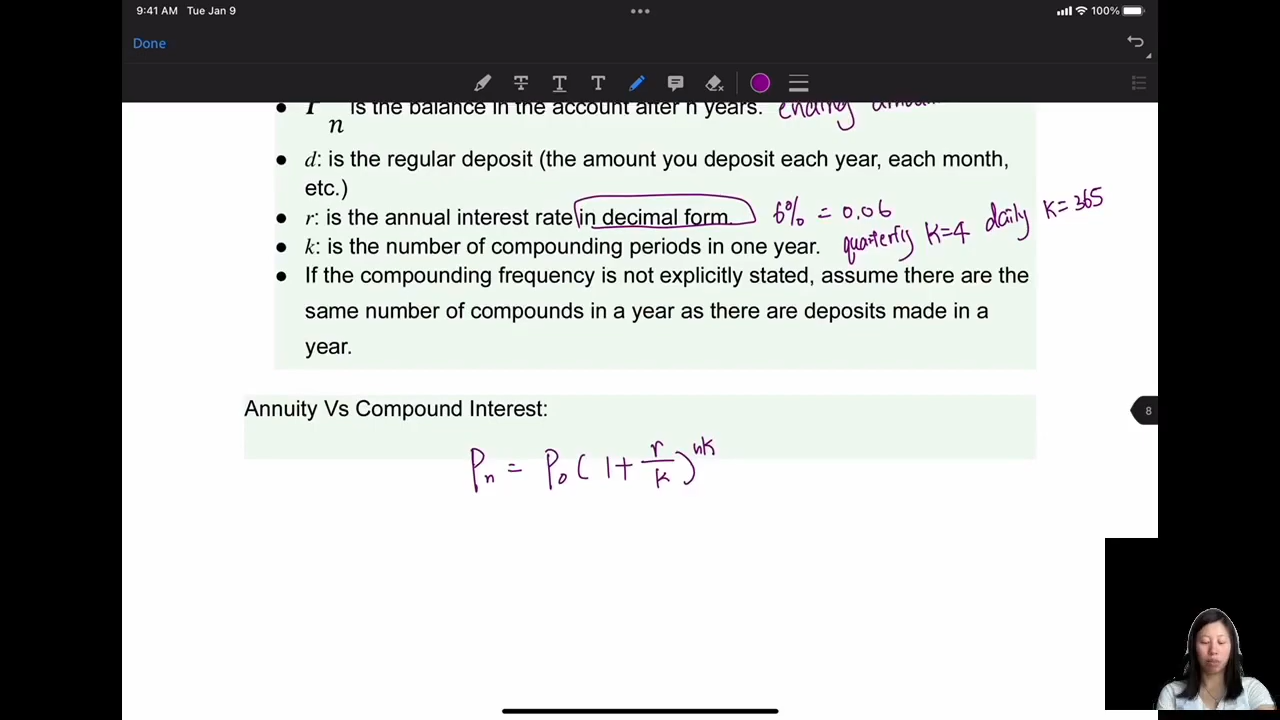 9:41 AM Tue Jan 9
100%
Done
n is the balance in the account after n years. ending
d: is the regular deposit (the amount you deposit each year, each month,
etc.)
r: is the annual interest rate in decimal form. 6% = 0.06
k: is the number of compounding periods in one year. quarterly K=4 daily K=365
If the compounding frequency is not explicitly stated, assume there are the
same number of compounds in a year as there are deposits made in a
year.
Annuity Vs Compound Interest:
8
Pn = P0 ( 1 + r/k )^nk